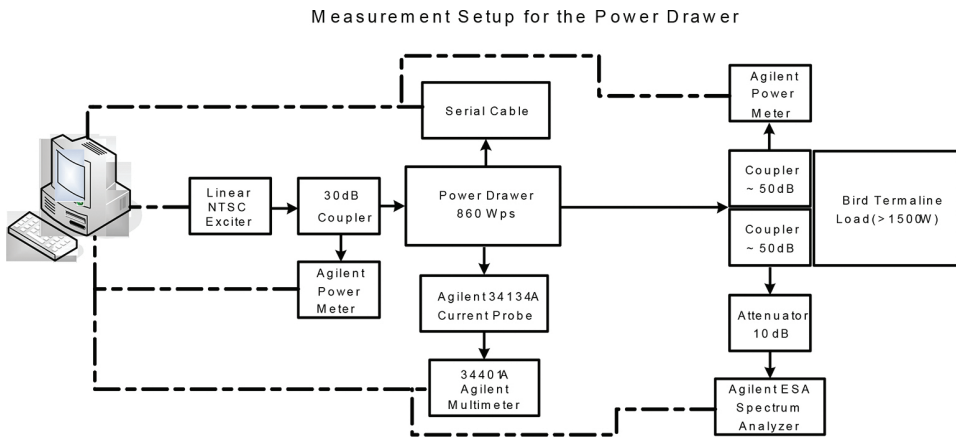 Measurement Setup for the Power Drawer
Agilent
Power
Meter
Serial Cable
Linear
NTSC
Exciter
30dB
Coupler
Power Drawer
860 Wps
Coupler
~ 50dB
Coupler
~ 50dB
Bird Termaline
Load(>1500W)
Agilent
Power
Meter
Agilent 34134A
Current Probe
Attenuator
10dB
34401A
Agilent
Multimeter
Agilent ESA
Spectrum
Analyzer